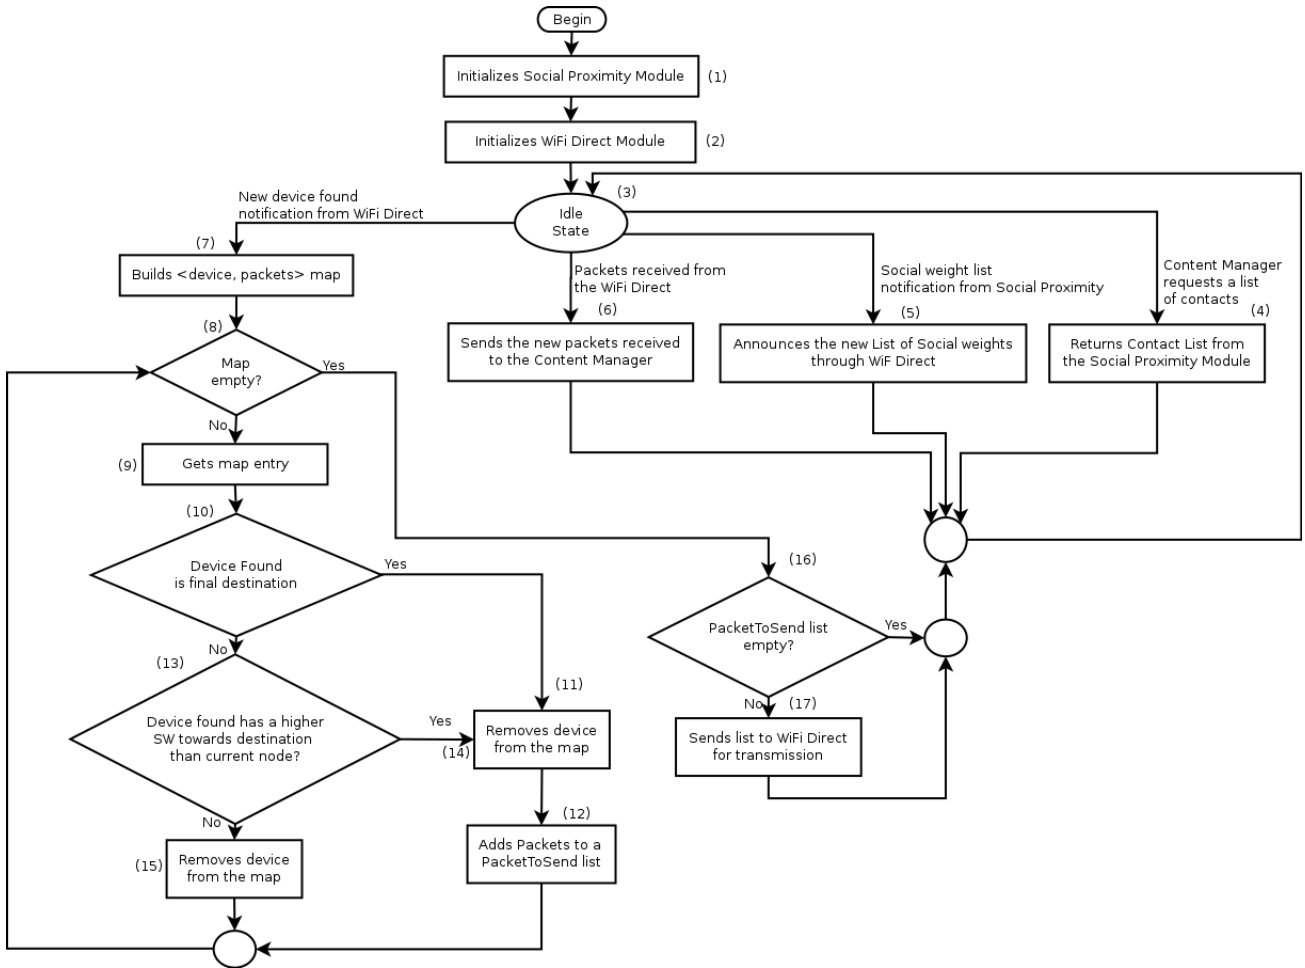 Begin
Initializes Social Proximity Module
(1)
Initializes WiFi Direct Module
(2)
(3)
Idle
State
New device found
notification from WiFi Direct
(7)
Builds <device, packets> map
Packets received from
the WiFi Direct
(6)
Sends the new packets received
to the Content Manager
Social weight list
notification from Social Proximity
(5)
Announces the new List of Social weights
through WiF Direct
Content Manager
requests a list
of contacts
(4)
Returns Contact List from
the Social Proximity Module
(8)
Map
empty?
Yes
No
(9)
Gets map entry
(10)
Device Found
is final destination
Yes
No
(13)
Device found has a higher
SW towards destination
than current node?
Yes
(14)
No
(11)
Removes device
from the map
(12)
Adds Packets to a
PacketToSend list
(15)
Removes device
from the map
(16)
PacketToSend list
empty?
Yes
No
(17)
Sends list to WiFi Direct
for transmission